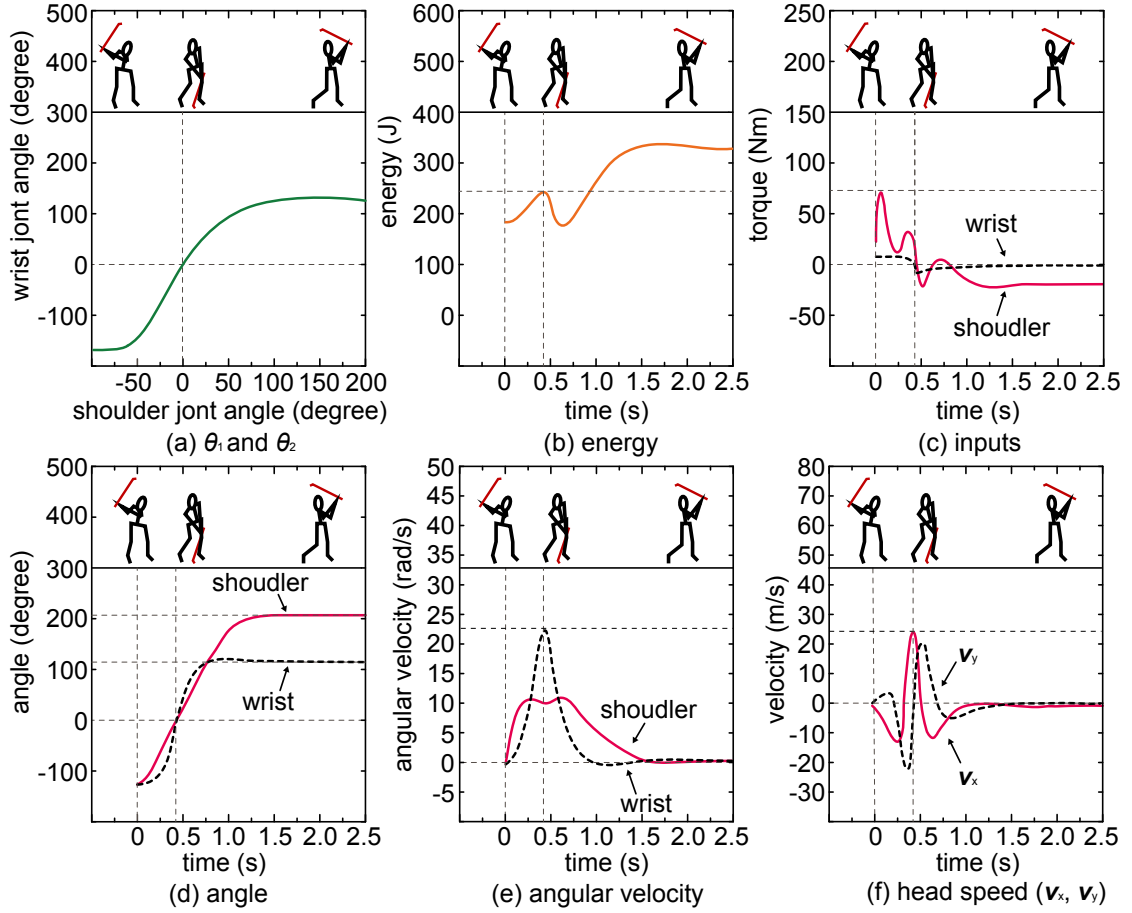 wrist jont angle (degree)
500
400
300
200
100
0
-100
-50 0 50 100 150 200
shoulder jont angle (degree)
(a) θ₁ and θ₂
energy (J)
600
500
400
300
200
100
0
0 0.5 1.0 1.5 2.0 2.5
time (s)
(b) energy
torque (Nm)
250
200
150
100
50
0
-50
wrist
shoudler
0 0.5 1.0 1.5 2.0 2.5
time (s)
(c) inputs
angle (degree)
500
400
300
200
100
0
-100
shoudler
wrist
0 0.5 1.0 1.5 2.0 2.5
time (s)
(d) angle
angular velocity (rad/s)
50
45
40
35
25
20
15
10
5
0
-5
shoudler
wrist
0 0.5 1.0 1.5 2.0 2.5
time (s)
(e) angular velocity
velocity (m/s)
80
70
60
50
40
30
20
10
0
-10
-20
-30
vy
vx
0 0.5 1.0 1.5 2.0 2.5
time (s)
(f) head speed (vx, vy)